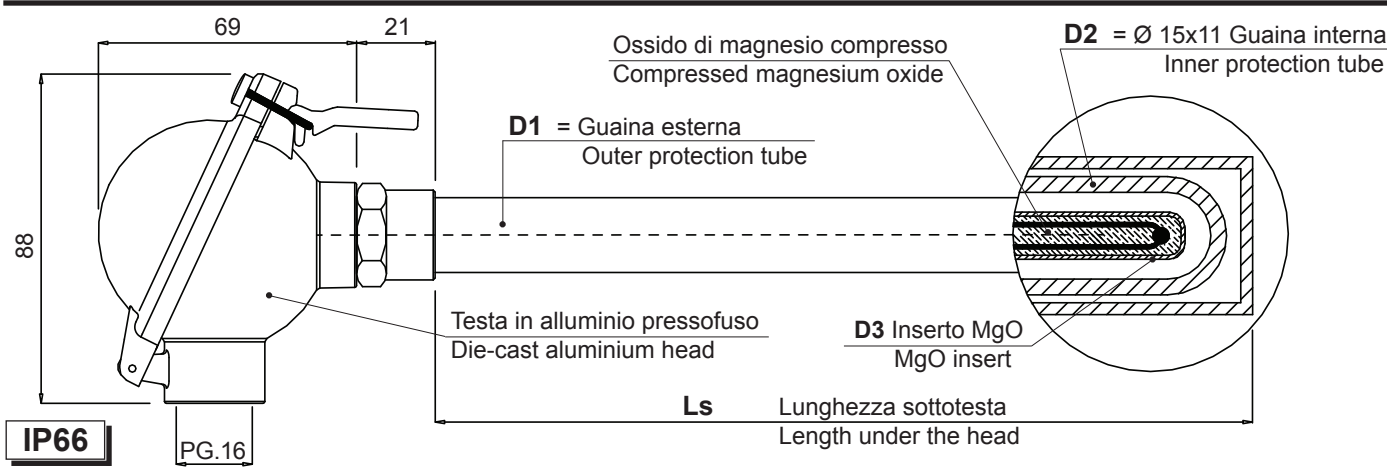 69
21
88
Ossido di magnesio compresso
Compressed magnesium oxide
D2 = Ø 15x11 Guaina interna
Inner protection tube
D1 = Guaina esterna
Outer protection tube
Testa in alluminio pressofuso
Die-cast aluminium head
D3 Inserto MgO
MgO insert
Ls Lunghezza sottotesta
Length under the head
IP66
PG.16